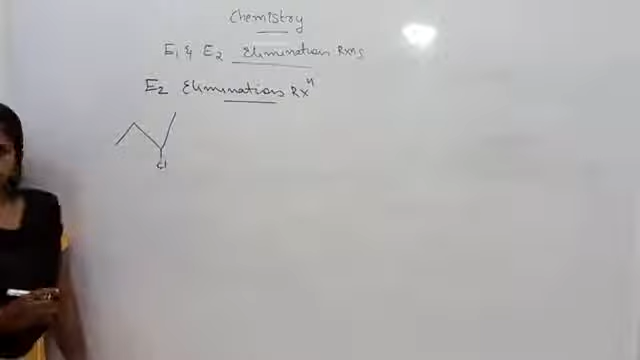 Chemistry
E1 & E2 Elimination Rxns
E2 Elimination Rxn
Cl